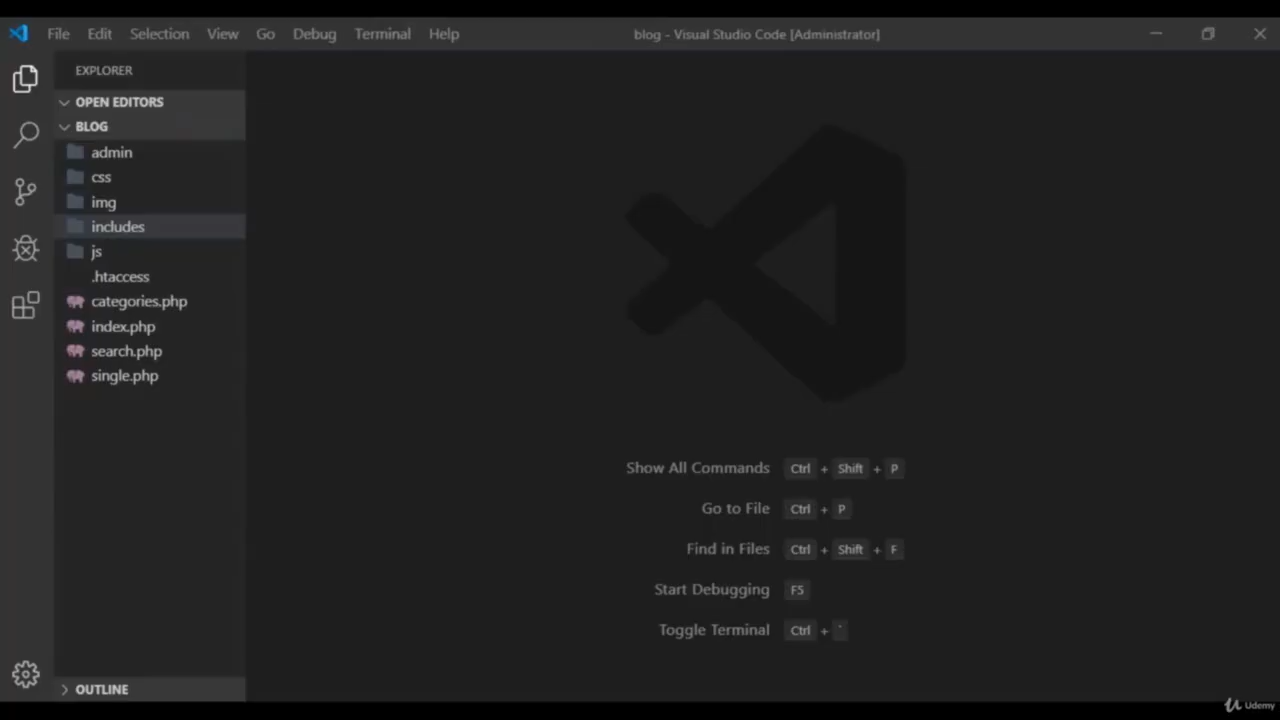 File Edit Selection View Go Debug Terminal Help
blog - Visual Studio Code [Administrator]
EXPLORER
OPEN EDITORS
BLOG
admin
css
img
includes
js
.htaccess
categories.php
index.php
search.php
single.php
OUTLINE
Show All Commands Ctrl + Shift + P
Go to File Ctrl + P
Find in Files Ctrl + Shift + F
Start Debugging F5
Toggle Terminal Ctrl + `
Udemy